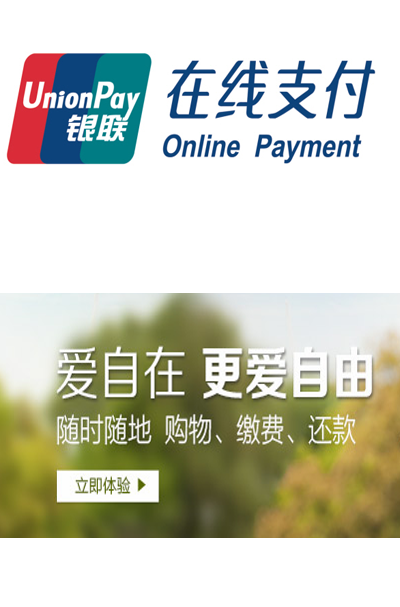 UnionPay
银联
在线支付
Online Payment
爱自在 更爱自由
随时随地 购物、缴费、还款
立即体验